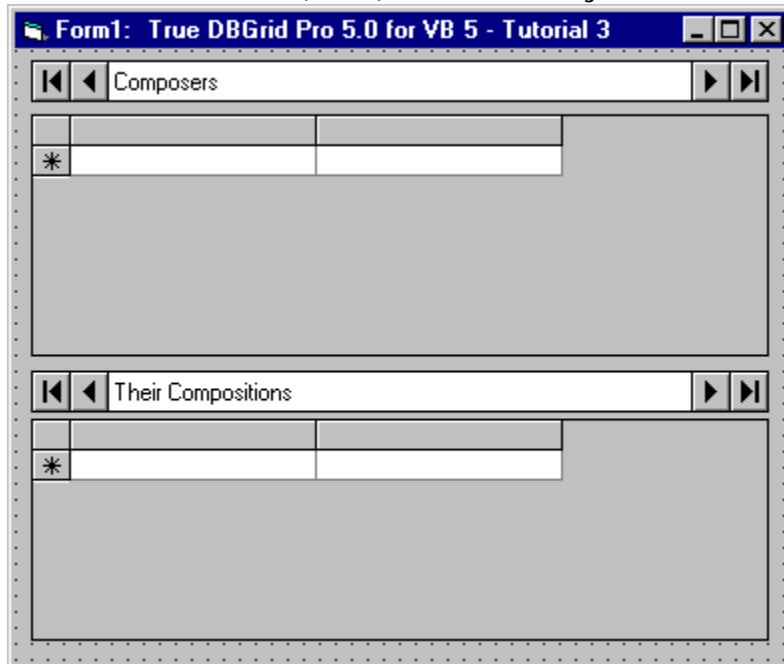 Form1: True DBGrid Pro 5.0 for VB 5 - Tutorial 3
Composers
Their Compositions